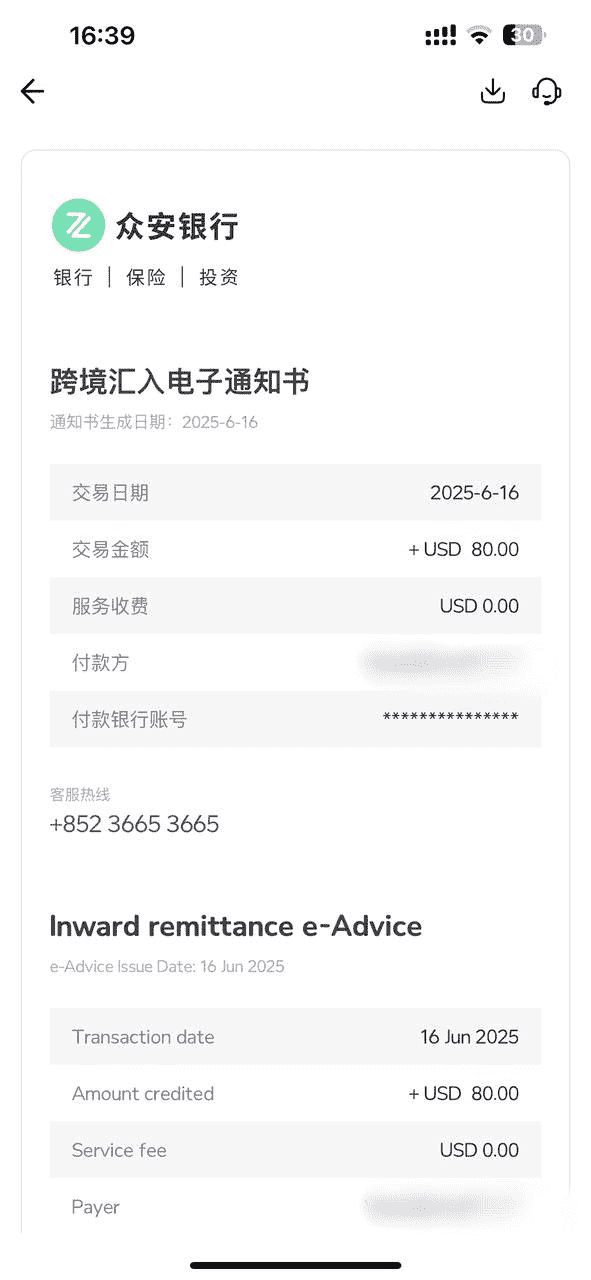 16:39
30
众安银行
银行 | 保险 | 投资
跨境汇入电子通知书
通知书生成日期：2025-6-16
交易日期 2025-6-16
交易金额 + USD 80.00
服务收费 USD 0.00
付款方
付款银行账号 ***************
客服热线
+852 3665 3665
Inward remittance e-Advice
e-Advice Issue Date: 16 Jun 2025
Transaction date 16 Jun 2025
Amount credited + USD 80.00
Service fee USD 0.00
Payer